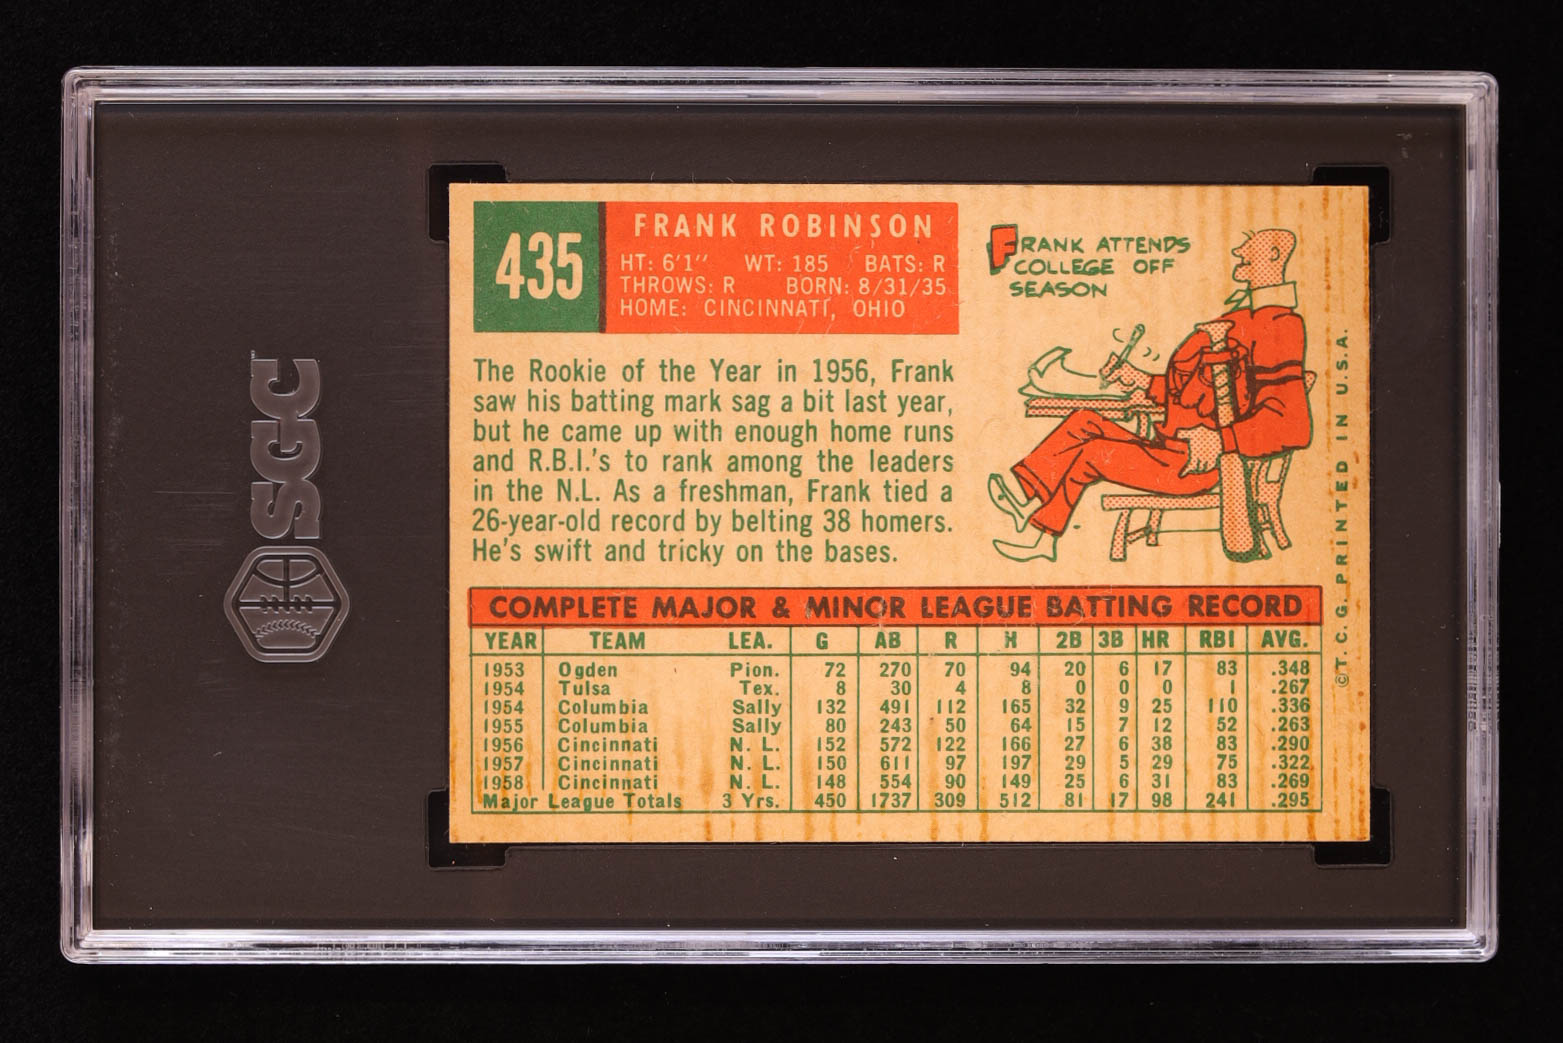 SGC
435
FRANK ROBINSON
HT: 6'1" WT: 185 BATS: R
THROWS: R BORN: 8/31/35
HOME: CINCINNATI, OHIO
FRANK ATTENDS
COLLEGE OFF
SEASON
The Rookie of the Year in 1956, Frank
saw his batting mark sag a bit last year,
but he came up with enough home runs
and R.B.I.'s to rank among the leaders
in the N.L. As a freshman, Frank tied a
26-year-old record by belting 38 homers.
He's swift and tricky on the bases.
COMPLETE MAJOR & MINOR LEAGUE BATTING RECORD
YEAR TEAM LEA. G AB R H 2B 3B HR RBI AVG.
1953 Ogden Pion. 72 270 70 94 20 6 17 83 .348
1954 Tulsa Tex. 8 30 4 8 0 0 0 1 .267
1954 Columbia Sally 132 491 112 165 32 9 25 110 .336
1955 Columbia Sally 80 243 50 64 15 7 12 52 .263
1956 Cincinnati N. L. 152 572 122 166 27 6 38 83 .290
1957 Cincinnati N. L. 150 611 97 197 29 5 29 75 .322
1958 Cincinnati N. L. 148 554 90 149 25 6 31 83 .269
Major League Totals 3 Yrs. 450 1737 309 512 81 17 98 241 .295
©T. C. G. PRINTED IN U.S.A.